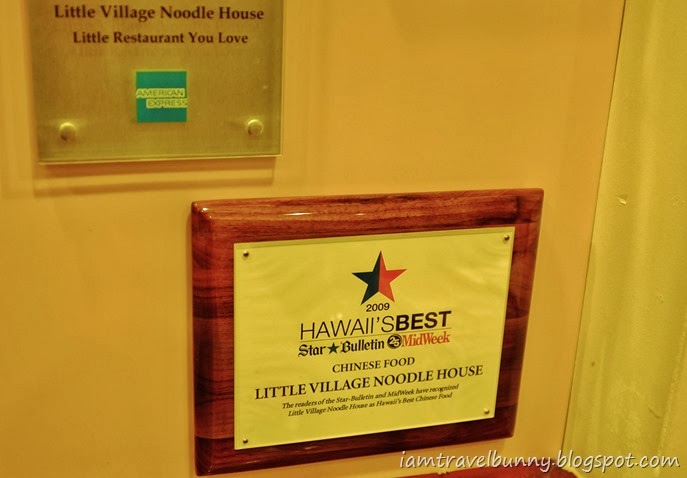 Little Village Noodle House
Little Restaurant You Love
AMERICAN
EXPRESS
2009
HAWAII'SBEST
Star★Bulletin 25 MidWeek
CHINESE FOOD
LITTLE VILLAGE NOODLE HOUSE
The readers of the Star-Bulletin and MidWeek have recognized
Little Village Noodle House as Hawaii's Best Chinese Food
iamtravelbunny.blogspot.com